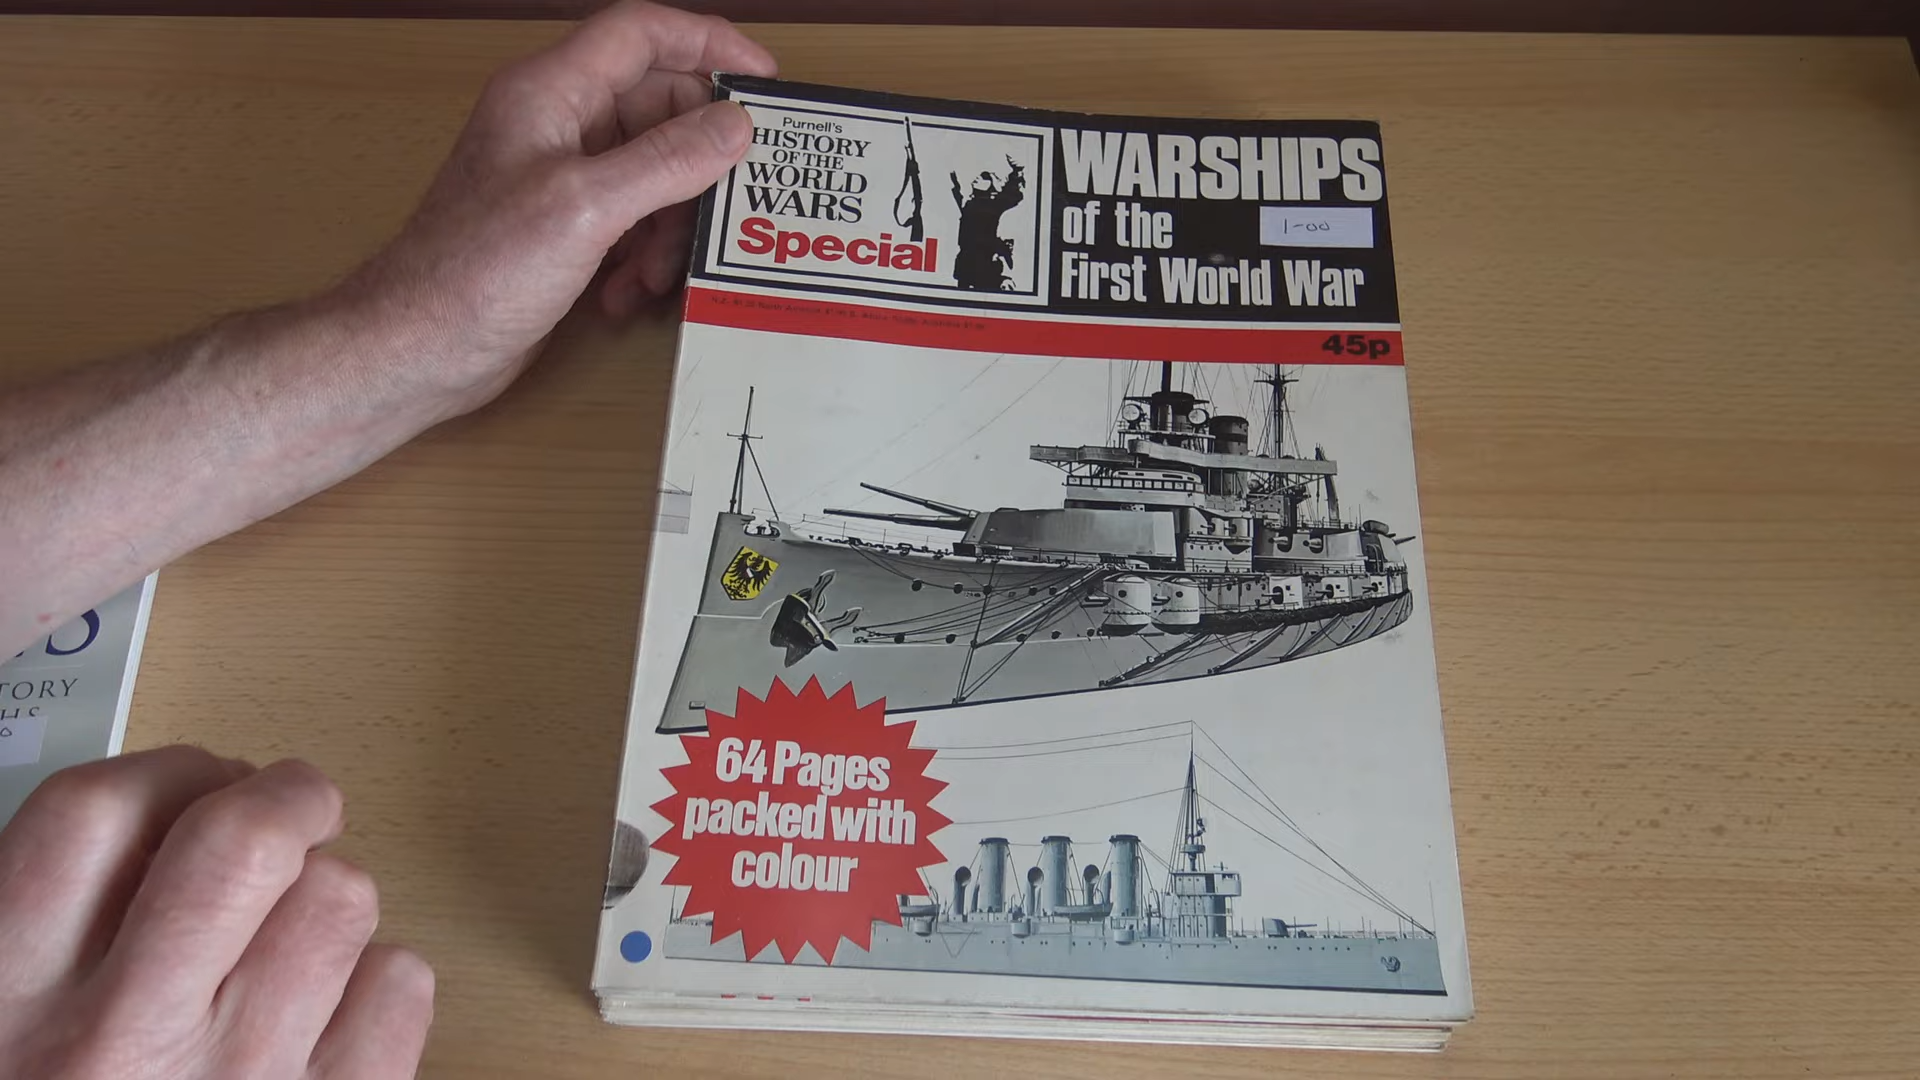 Purnell's
HISTORY
OF THE
WORLD
WARS
Special
WARSHIPS
of the
1-00
First World War
45p
64 Pages
packed with
colour
TORY